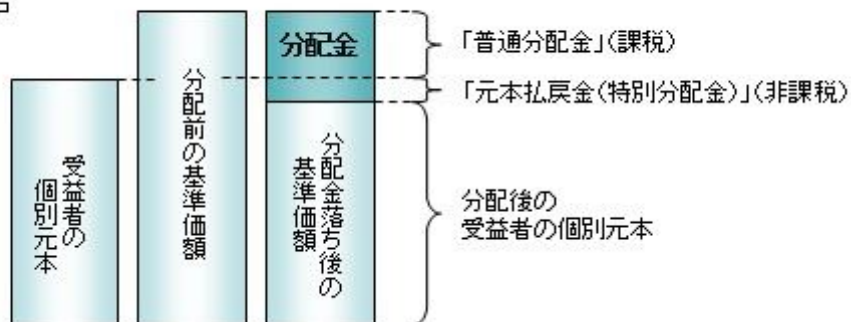 受益者の
個別元本
分配前の基準価額
分配金
分配金落ち後の
基準価額
「普通分配金」(課税)
「元本払戻金(特別分配金)」(非課税)
分配後の
受益者の個別元本